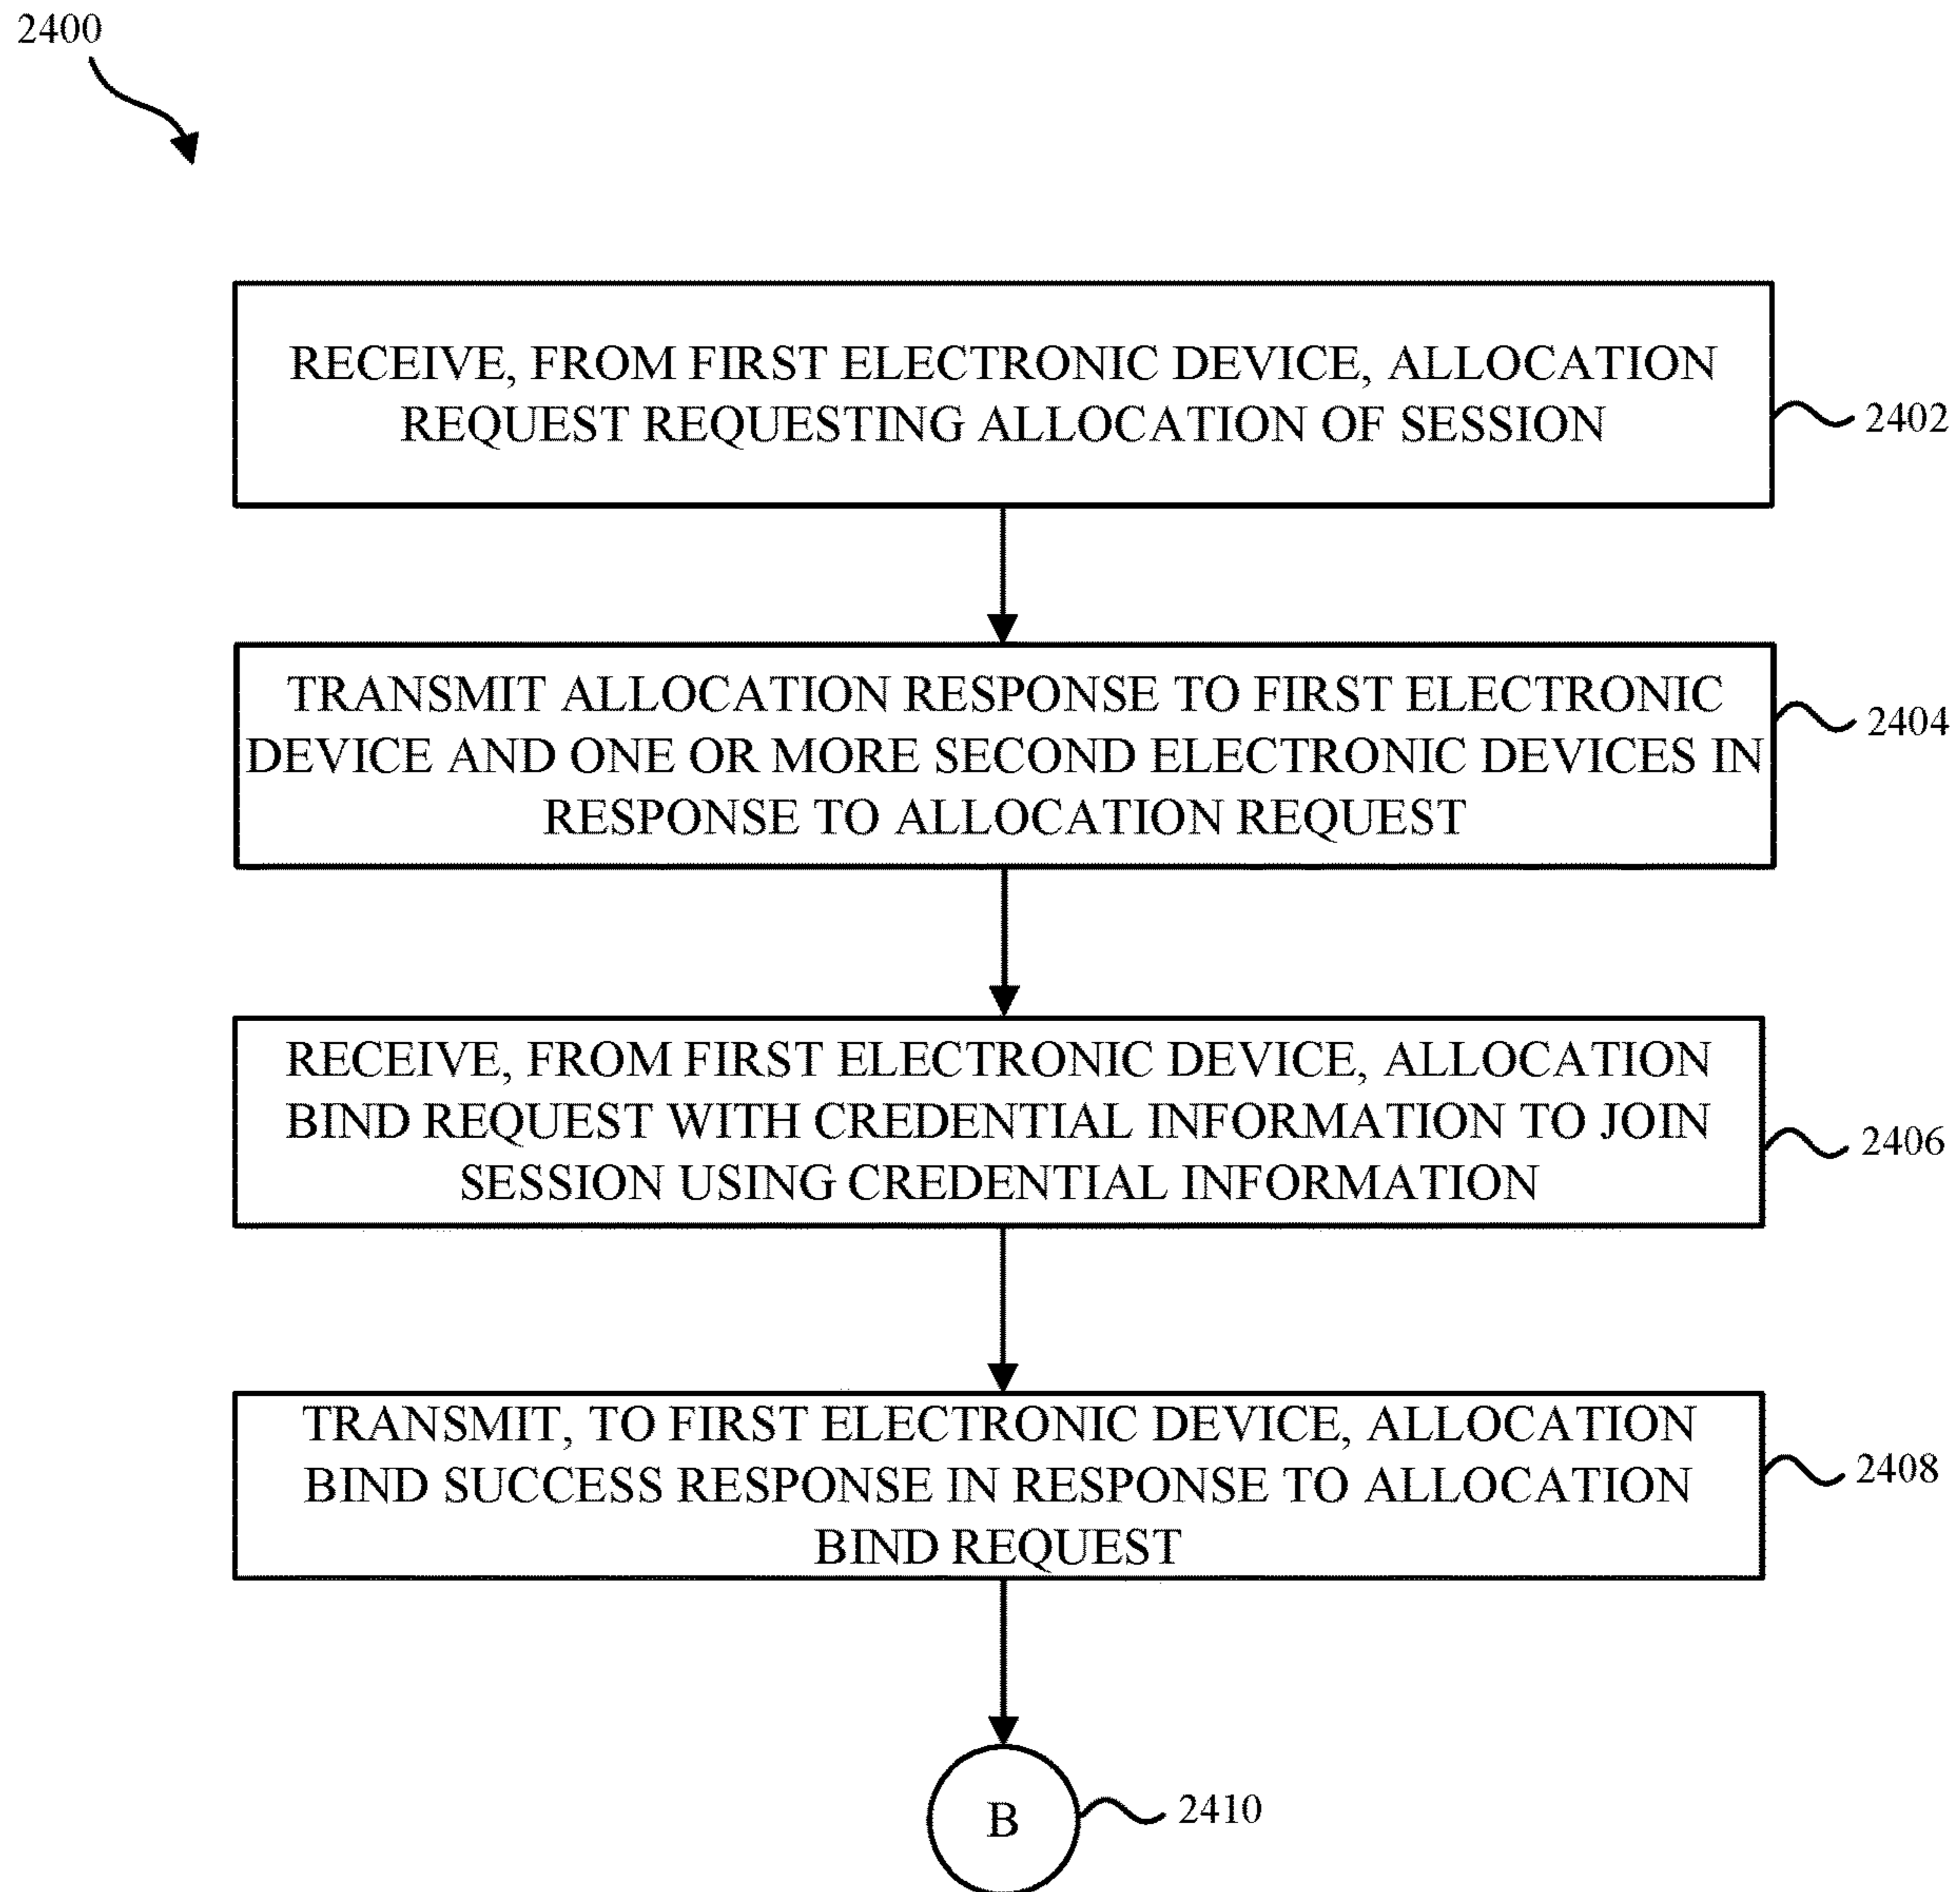 2400
RECEIVE, FROM FIRST ELECTRONIC DEVICE, ALLOCATION
REQUEST REQUESTING ALLOCATION OF SESSION
2402
TRANSMIT ALLOCATION RESPONSE TO FIRST ELECTRONIC
DEVICE AND ONE OR MORE SECOND ELECTRONIC DEVICES IN
RESPONSE TO ALLOCATION REQUEST
2404
RECEIVE, FROM FIRST ELECTRONIC DEVICE, ALLOCATION
BIND REQUEST WITH CREDENTIAL INFORMATION TO JOIN
SESSION USING CREDENTIAL INFORMATION
2406
TRANSMIT, TO FIRST ELECTRONIC DEVICE, ALLOCATION
BIND SUCCESS RESPONSE IN RESPONSE TO ALLOCATION
BIND REQUEST
2408
B
2410